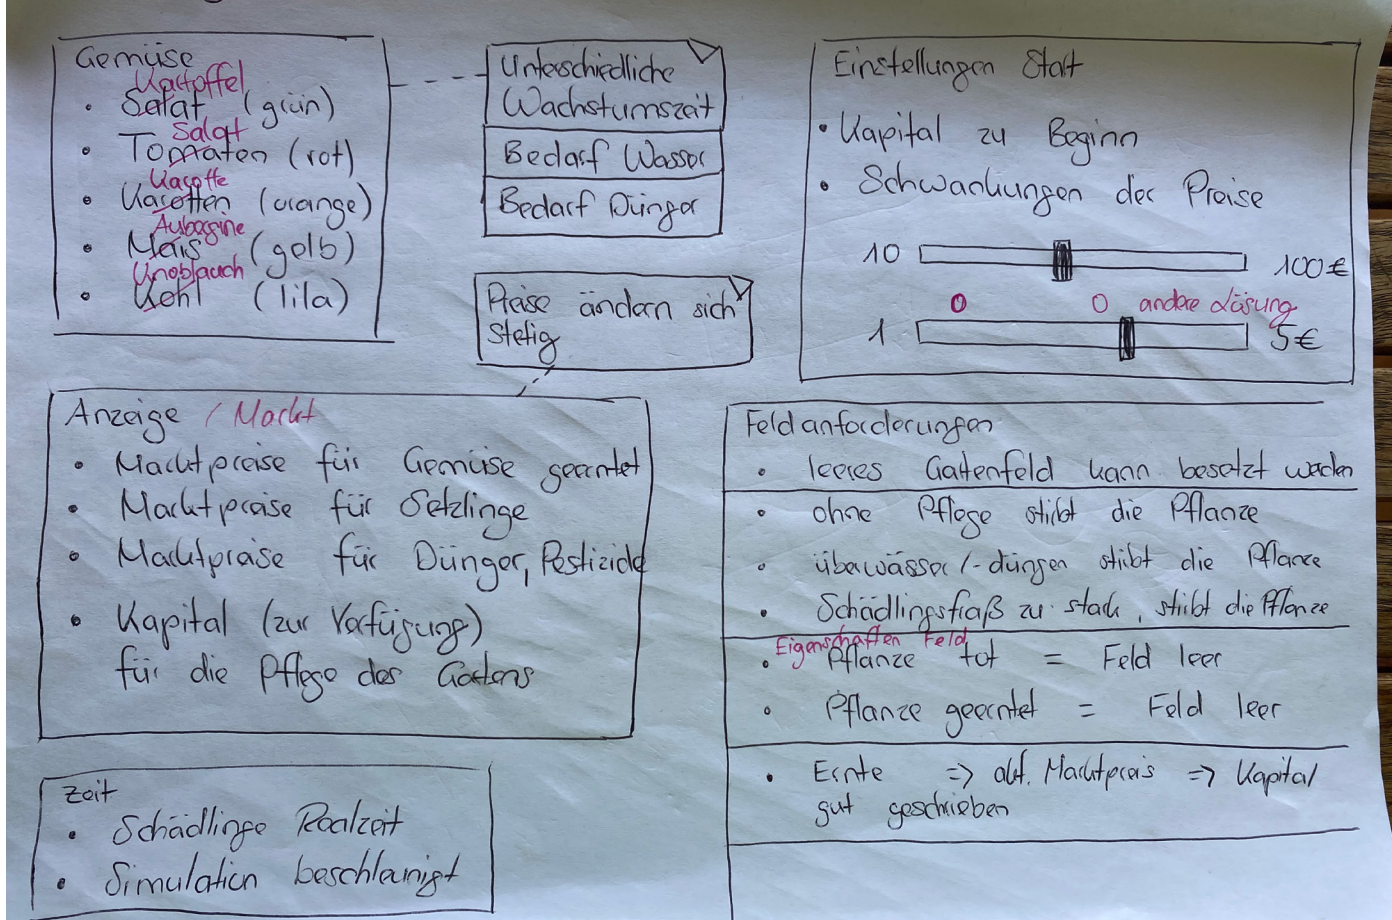 Gemüse
Kartoffel
• Salat (grün)
Salat
• Tomaten (rot)
Karotte
• Karotten (orange)
Aubergine
• Mais (gelb)
Knoblauch
• Kohl (lila)
Unterschiedliche
Wachstumszeit
Bedarf Wasser
Bedarf Dünger
Preise ändern sich
stetig
Einstellungen Start
• Kapital zu Beginn
• Schwankungen der Preise
10 100€
o o andere Lösung
1 5€
Anzeige / Markt
• Marktpreise für Gemüse geerntet
• Marktpreise für Setzlinge
• Marktpreise für Dünger, Pestizide
• Kapital (zur Verfügung)
für die Pflege des Gartens
Feldanforderungen
• leeres Gartenfeld kann besetzt werden
• ohne Pflege stirbt die Pflanze
• überwässer/-düngen stirbt die Pflanze
• Schädlingsfraß zu stark, stirbt die Pflanze
Eigenschaften Feld
• Pflanze tot = Feld leer
• Pflanze geerntet = Feld leer
• Ernte => akt. Marktpreis => Kapital
gut geschrieben
Zeit
• Schädlinge Realzeit
• Simulation beschleunigt